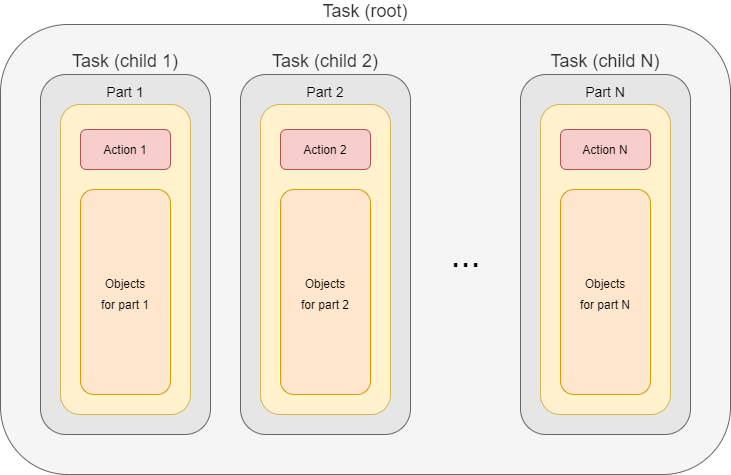 Task (root)
Task (child 1)
Task (child 2)
Task (child N)
Part 1
Part 2
Part N
Action 1
Action 2
Action N
...
Objects
for part 1
Objects
for part 2
Objects
for part N